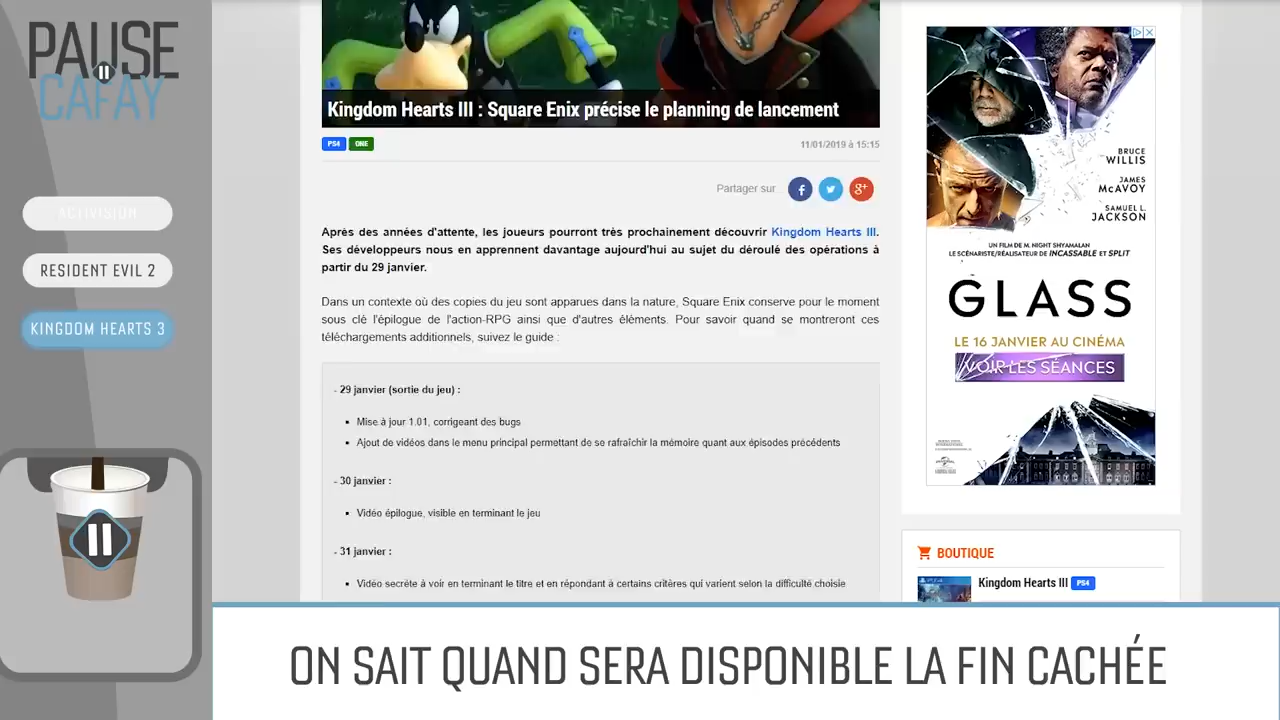 PAUSE
CAFAY
ACTIVISION
RESIDENT EVIL 2
KINGDOM HEARTS 3
Kingdom Hearts III : Square Enix précise le planning de lancement
PS4 ONE
11/01/2019 à 15:15
Partager sur
f
g+
Après des années d'attente, les joueurs pourront très prochainement découvrir Kingdom Hearts III.
Ses développeurs nous en apprennent davantage aujourd'hui au sujet du déroulé des opérations à
partir du 29 janvier.
Dans un contexte où des copies du jeu sont apparues dans la nature, Square Enix conserve pour le moment
sous clé l'épilogue de l'action-RPG ainsi que d'autres éléments. Pour savoir quand se montreront ces
téléchargements additionnels, suivez le guide :
- 29 janvier (sortie du jeu) :
▪ Mise à jour 1.01, corrigeant des bugs
▪ Ajout de vidéos dans le menu principal permettant de se rafraîchir la mémoire quant aux épisodes précédents
- 30 janvier :
▪ Vidéo épilogue, visible en terminant le jeu
- 31 janvier :
▪ Vidéo secrète à voir en terminant le titre et en répondant à certains critères qui varient selon la difficulté choisie
BRUCE
WILLIS
JAMES
McAVOY
SAMUEL L.
JACKSON
UN FILM DE M. NIGHT SHYAMALAN
LE SCÉNARISTE/RÉALISATEUR DE INCASSABLE ET SPLIT
GLASS
LE 16 JANVIER AU CINÉMA
VOIR LES SÉANCES
BOUTIQUE
Kingdom Hearts III PS4
ON SAIT QUAND SERA DISPONIBLE LA FIN CACHÉE